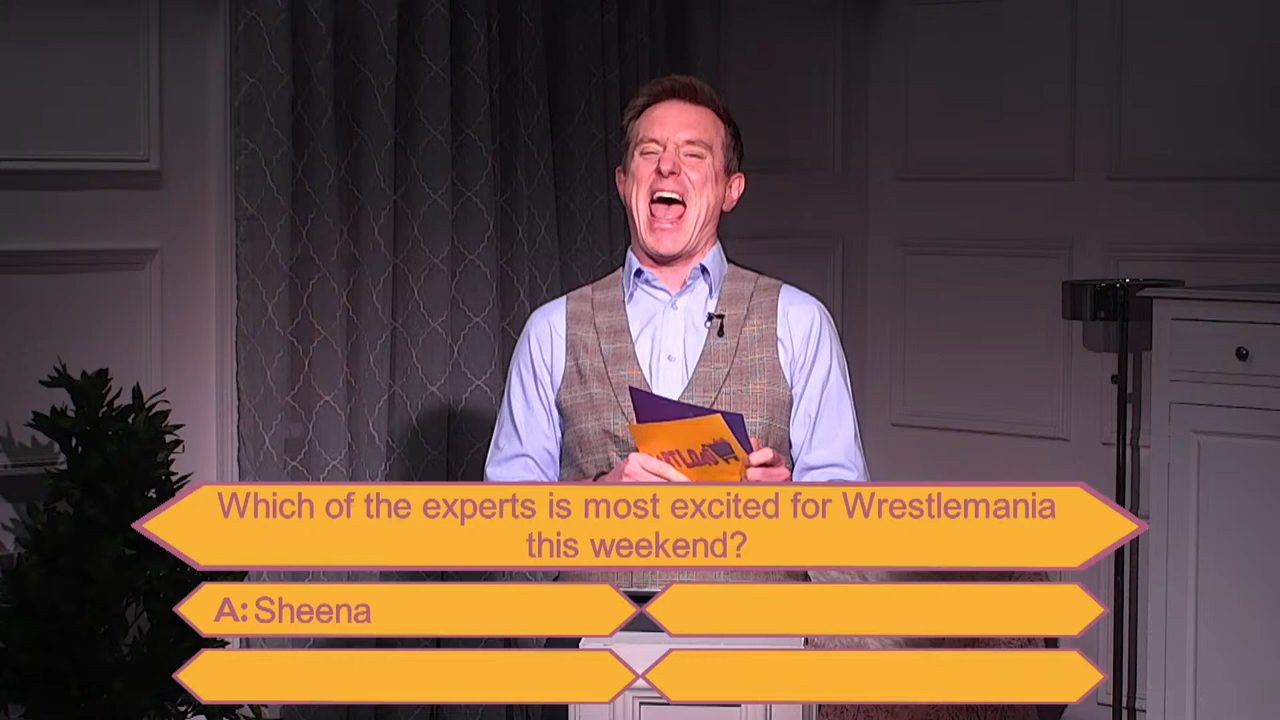 Which of the experts is most excited for Wrestlemania
this weekend?
A: Sheena